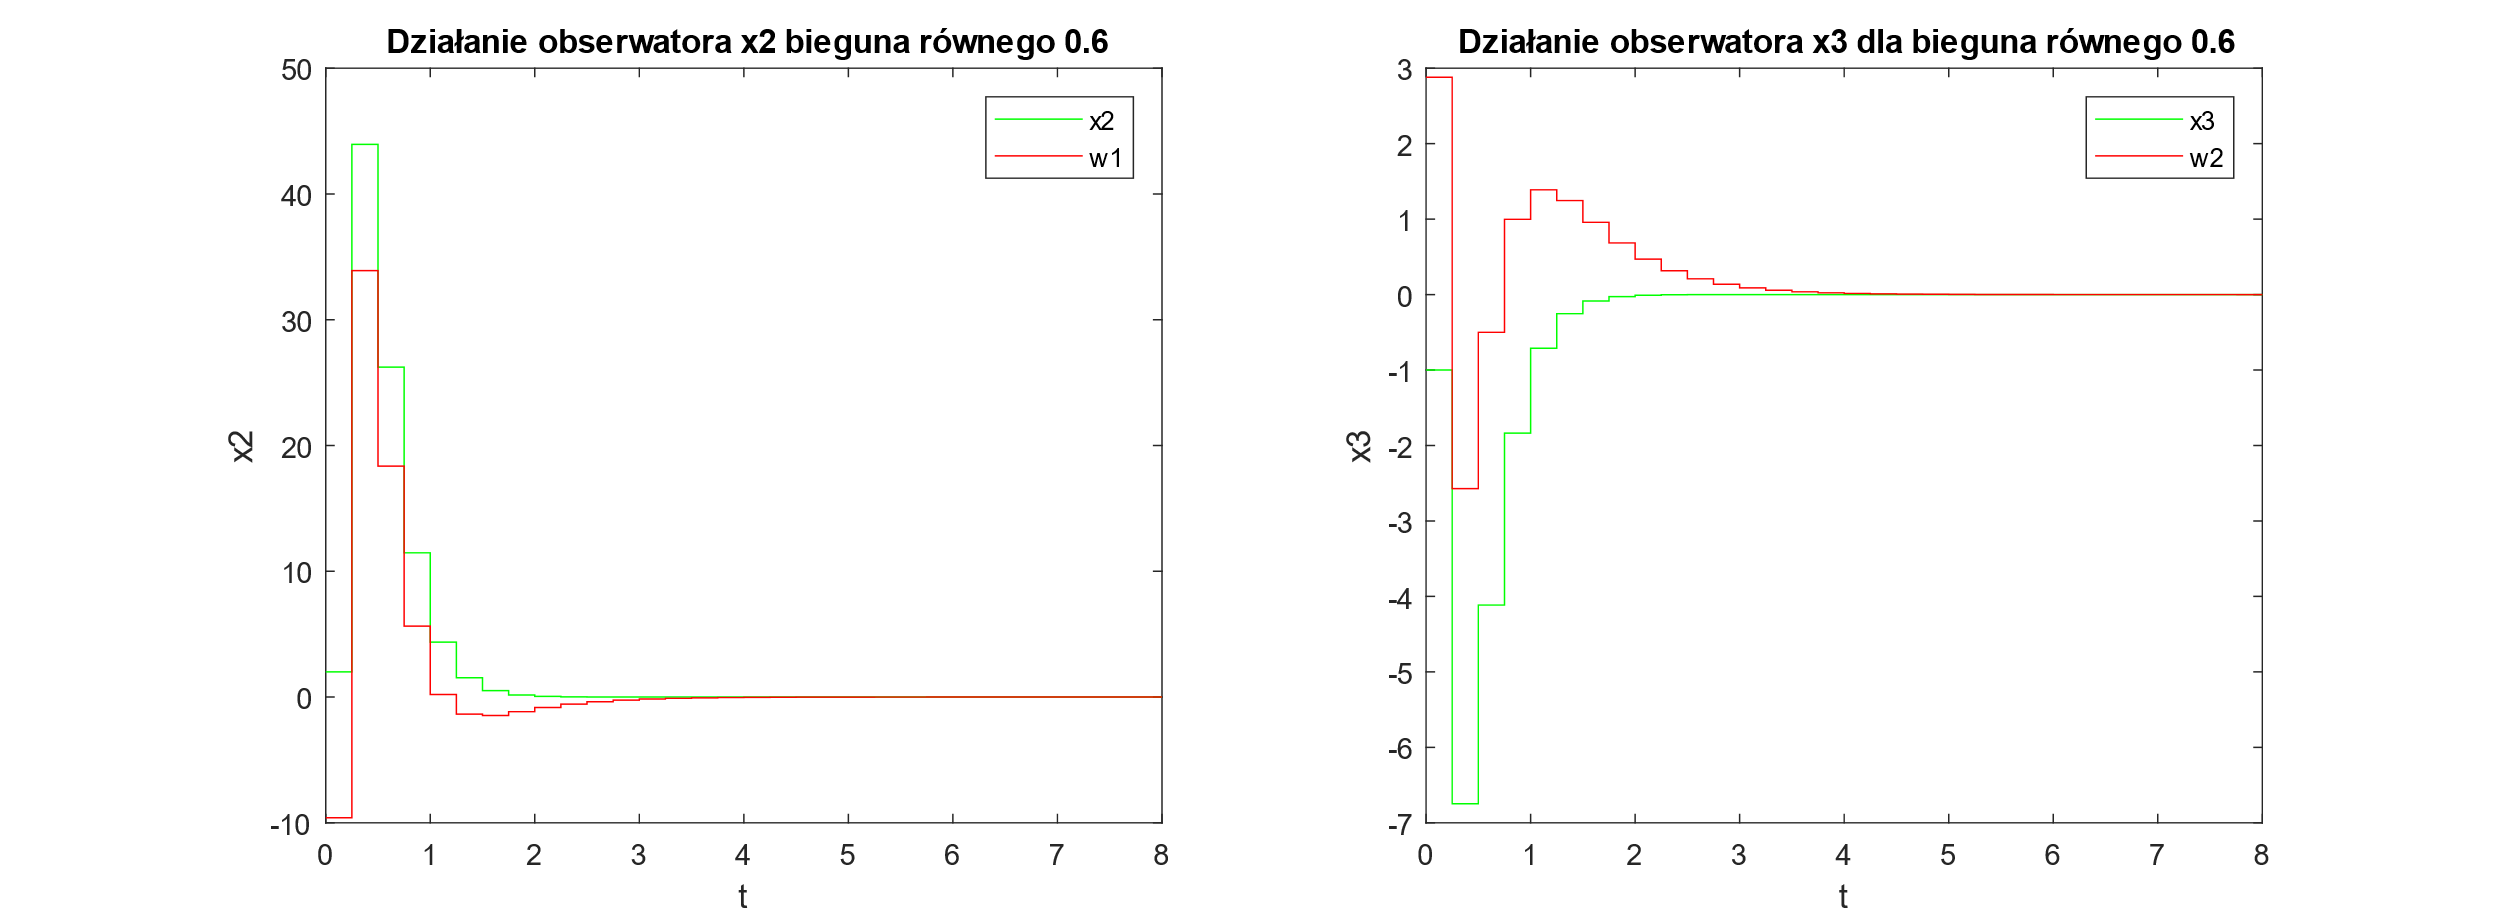 Działanie obserwatora x2 bieguna równego 0.6
50
40
30
20
10
0
-10
x2
x2
w1
0 1 2 3 4 5 6 7 8
t
Działanie obserwatora x3 dla bieguna równego 0.6
3
2
1
0
-1
-2
-3
-4
-5
-6
-7
x3
x3
w2
0 1 2 3 4 5 6 7 8
t